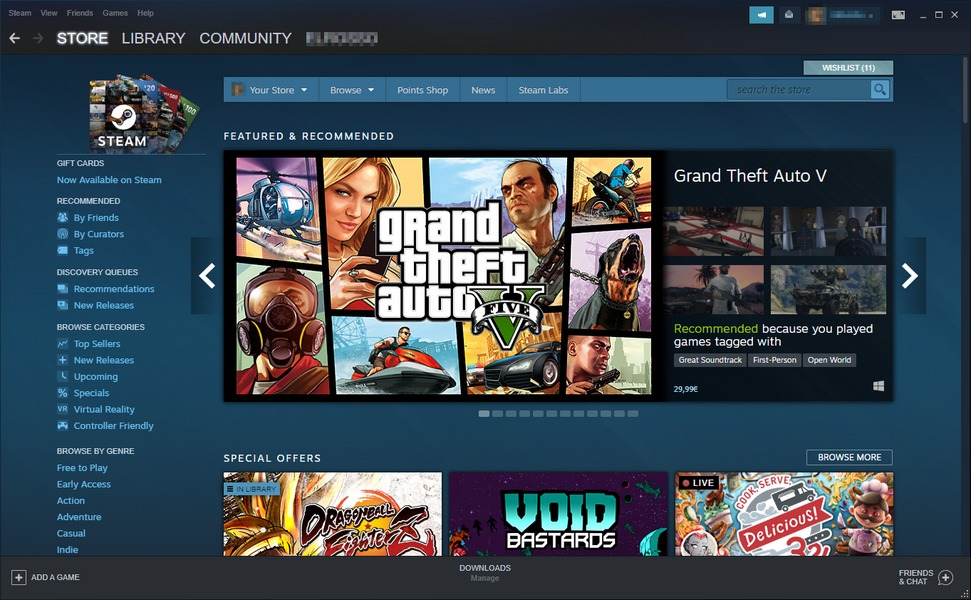 Steam View Friends Games Help
STORE LIBRARY COMMUNITY
WISHLIST (11)
Your Store Browse Points Shop News Steam Labs search the store
$20
$100
STEAM
GIFT CARDS
Now Available on Steam
RECOMMENDED
By Friends
By Curators
Tags
DISCOVERY QUEUES
Recommendations
New Releases
BROWSE CATEGORIES
Top Sellers
New Releases
Upcoming
Specials
VR Virtual Reality
Controller Friendly
BROWSE BY GENRE
Free to Play
Early Access
Action
Adventure
Casual
Indie
FEATURED & RECOMMENDED
grand
theft
auto V
FIVE
Grand Theft Auto V
Recommended because you played
games tagged with
Great Soundtrack First-Person Open World
29,99€
SPECIAL OFFERS
BROWSE MORE
IN LIBRARY
DRAGONBALL
FighterZ
VOID
BASTARDS
LIVE
COOK, SERVE,
Delicious!
3?!
ADD A GAME
DOWNLOADS
Manage
FRIENDS
& CHAT